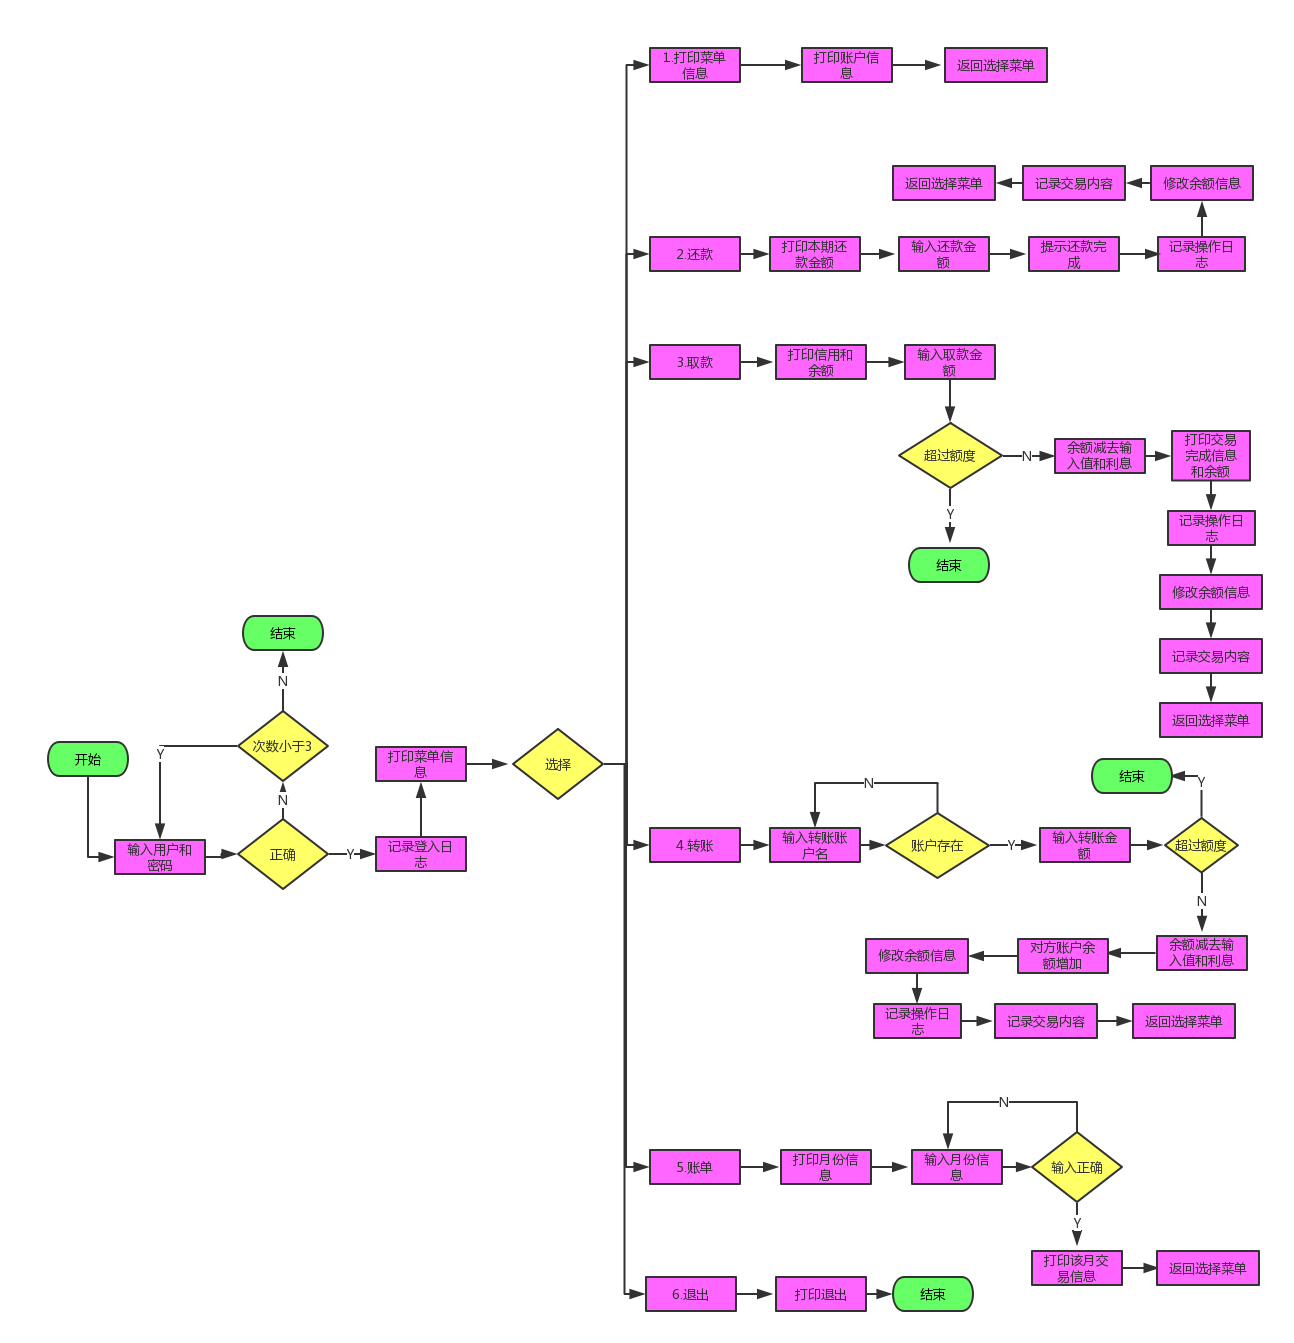 1.打印菜单
信息
打印账户信
息
返回选择菜单
返回选择菜单
记录交易内容
修改余额信息
2.还款
打印本期还
款金额
输入还款金
额
提示还款完
成
记录操作日
志
3.取款
打印信用和
余额
输入取款金
额
超过额度
N
余额减去输
入值和利息
打印交易
完成信息
和余额
Y
结束
记录操作日
志
修改余额信息
记录交易内容
返回选择菜单
结束
N
次数小于3
Y
开始
输入用户和
密码
N
正确
Y
记录登入日
志
打印菜单信
息
选择
4.转账
输入转账账
户名
N
账户存在
Y
输入转账金
额
超过额度
Y
结束
N
余额减去输
入值和利息
对方账户余
额增加
修改余额信息
记录操作日
志
记录交易内容
返回选择菜单
5.账单
打印月份信
息
输入月份信
息
N
输入正确
Y
打印该月交
易信息
返回选择菜单
6.退出
打印退出
结束